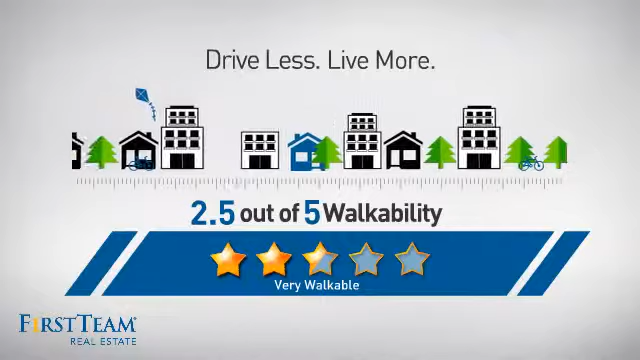 Drive Less. Live More.
2.5 out of 5 Walkability
Very Walkable
FIRSTTEAM®
REAL ESTATE